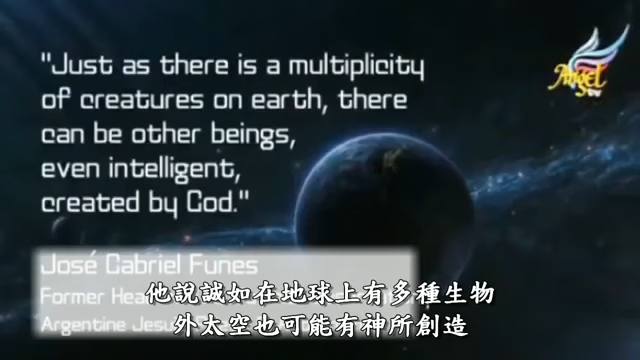 "Just as there is a multiplicity
of creatures on earth, there
can be other beings,
even intelligent,
created by God."
Angel
José Gabriel Funes
Former Hea
Argentine Jesu
他說誠如在地球上有多種生物
外太空也可能有神所創造